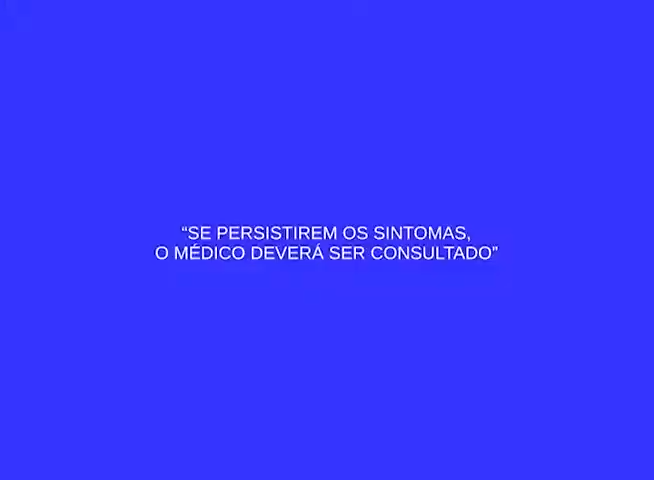 “SE PERSISTIREM OS SINTOMAS,
O MÉDICO DEVERÁ SER CONSULTADO”